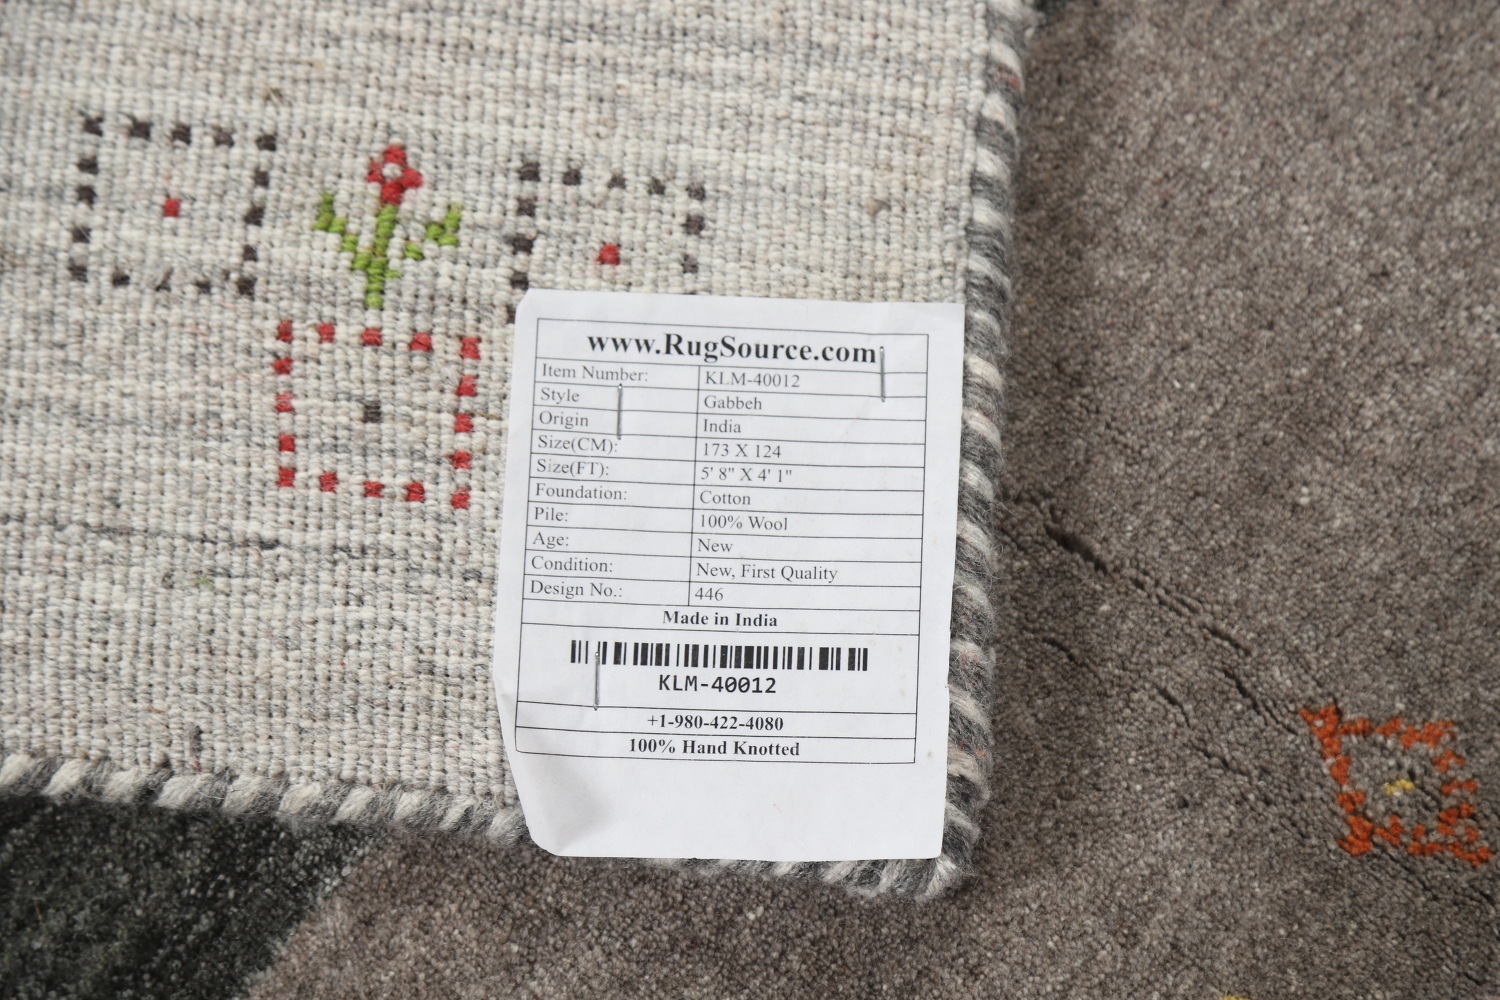 www.RugSource.com
Item Number: KLM-40012
Style Gabbeh
Origin India
Size(CM): 173 X 124
Size(FT): 5' 8" X 4' 1"
Foundation: Cotton
Pile: 100% Wool
Age: New
Condition: New, First Quality
Design No.: 446
Made in India
KLM-40012
+1-980-422-4080
100% Hand Knotted